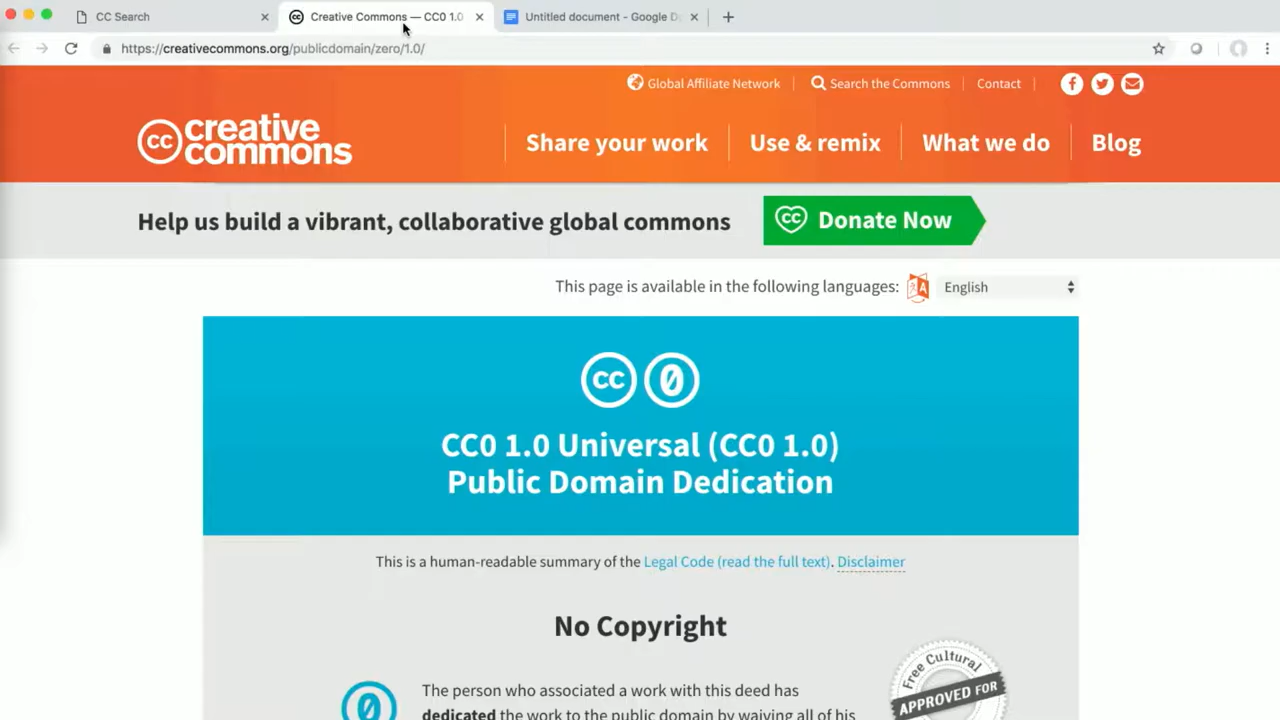 CC Search
Creative Commons — CC0 1.0
Untitled document - Google D
https://creativecommons.org/publicdomain/zero/1.0/
Global Affiliate Network
Search the Commons
Contact
cc creative commons
Share your work
Use & remix
What we do
Blog
Help us build a vibrant, collaborative global commons
CC Donate Now
This page is available in the following languages:
English
CC 0
CC0 1.0 Universal (CC0 1.0)
Public Domain Dedication
This is a human-readable summary of the Legal Code (read the full text). Disclaimer
No Copyright
The person who associated a work with this deed has
dedicated the work to the public domain by waiving all of his
Free Cultural
APPROVED FOR